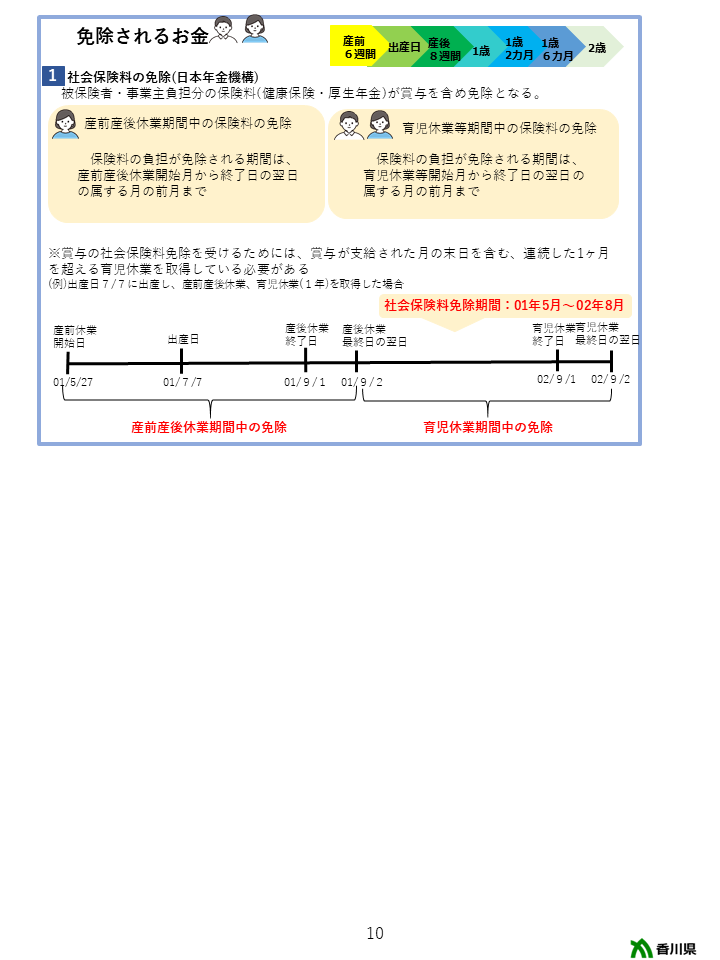 免除されるお金
産前
６週間
出産日
産後
８週間
1歳
1歳
2カ月
1歳
６カ月
2歳
1 社会保険料の免除(日本年金機構)
被保険者・事業主負担分の保険料(健康保険・厚生年金)が賞与を含め免除となる。
産前産後休業期間中の保険料の免除
保険料の負担が免除される期間は、
産前産後休業開始月から終了日の翌日
の属する月の前月まで
育児休業等期間中の保険料の免除
保険料の負担が免除される期間は、
育児休業等開始月から終了日の翌日の
属する月の前月まで
※賞与の社会保険料免除を受けるためには、賞与が支給された月の末日を含む、連続した1ヶ月
を超える育児休業を取得している必要がある
(例)出産日７/７に出産し、産前産後休業、育児休業(１年)を取得した場合
社会保険料免除期間：01年5月～02年8月
産前休業
開始日
出産日
産後休業
終了日
産後休業
最終日の翌日
育児休業
終了日
育児休業
最終日の翌日
01/5/27
01/７/7
01/９/１
01/９/２
02/９/1
02/９/2
産前産後休業期間中の免除
育児休業期間中の免除
10
香川県